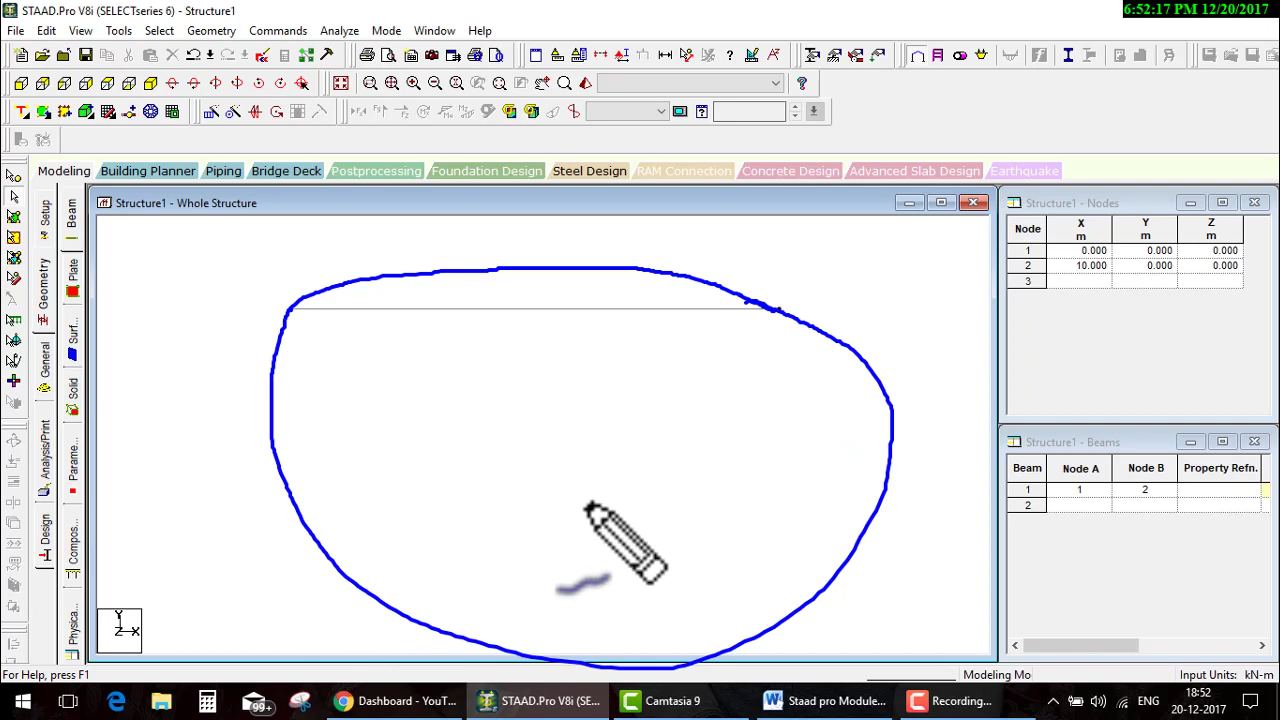 STAAD.Pro V8i (SELECTseries 6) - Structure1
6:52:17 PM 12/20/2017
File Edit View Tools Select Geometry Commands Analyze Mode Window Help
Modeling Building Planner Piping Bridge Deck Postprocessing Foundation Design Steel Design RAM Connection Concrete Design Advanced Slab Design Earthquake
Setup
Geometry
General
Analysis/Print
Design
Beam
Plate
Surf...
Solid
Parame...
Compos...
Physica...
Structure1 - Whole Structure
Y
Z X
Structure1 - Nodes
Node X m Y m Z m
1 0.000 0.000 0.000
2 10.000 0.000 0.000
3
Structure1 - Beams
Beam Node A Node B Property Refn.
1 1 2
2
For Help, press F1
Modeling Mo
Input Units: kN-m
99+
Dashboard - YouT...
STAAD.Pro V8i (SE...
Camtasia 9
Staad pro Module...
Recording...
ENG
18:52
20-12-2017